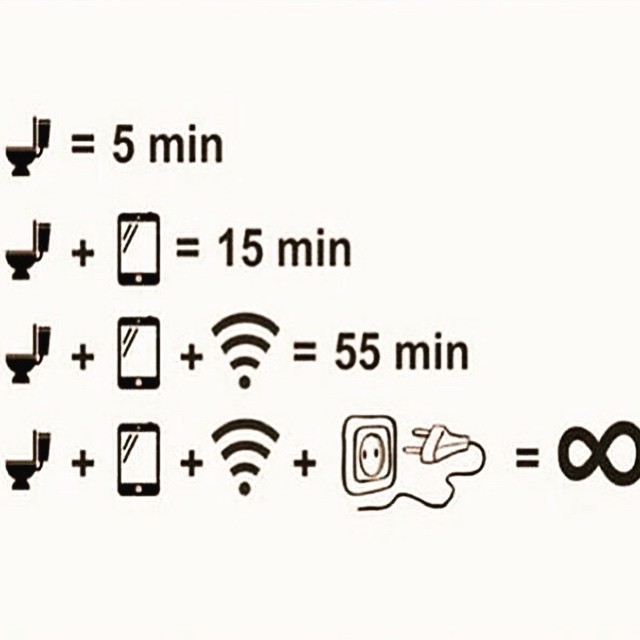 = 5 min
+ = 15 min
+ + = 55 min
+ + + = ∞